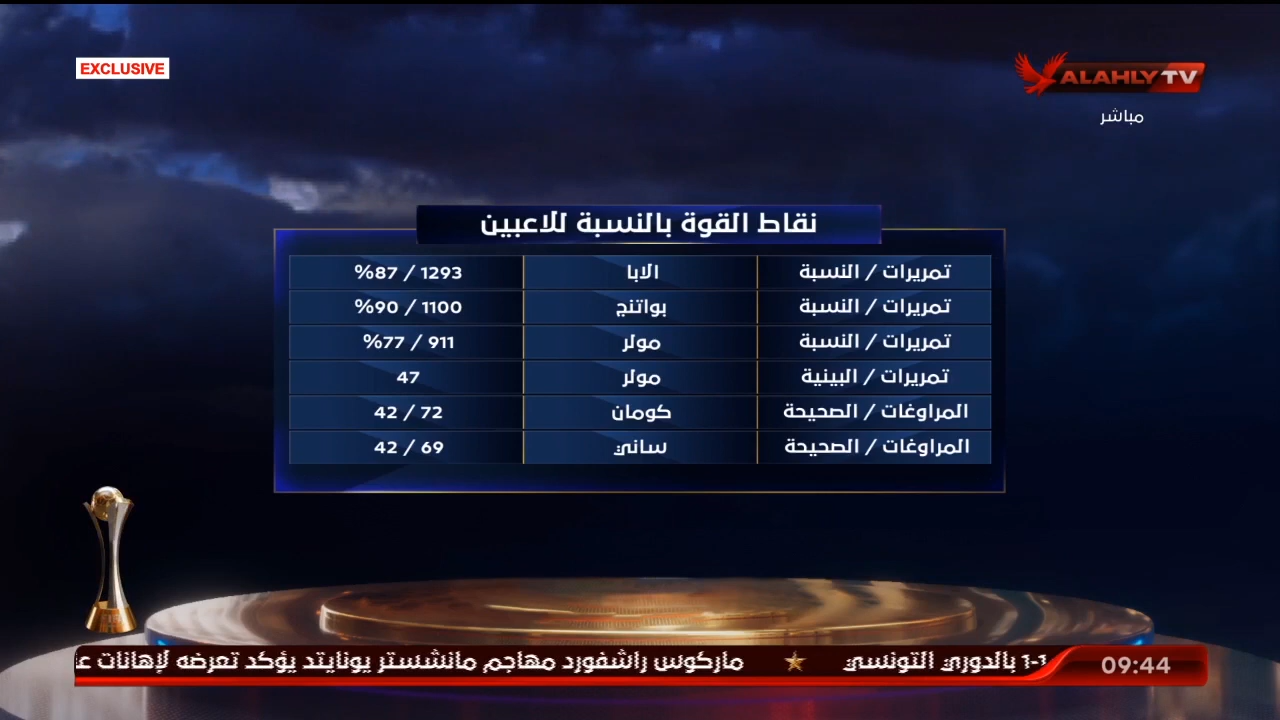 EXCLUSIVE
ALAHLY TV
مباشر
نقاط القوة بالنسبة للاعبين
تمريرات / النسبة الابا 1293 / 87%
تمريرات / النسبة بواتنج 1100 / 90%
تمريرات / النسبة مولر 911 / 77%
تمريرات / البينية مولر 47
المراوغات / الصحيحة كومان 72 / 42
المراوغات / الصحيحة ساني 69 / 42
09:44
1-1 بالدوري التونسي ★ ماركوس راشفورد مهاجم مانشستر يونايتد يؤكد تعرضه لإهانات